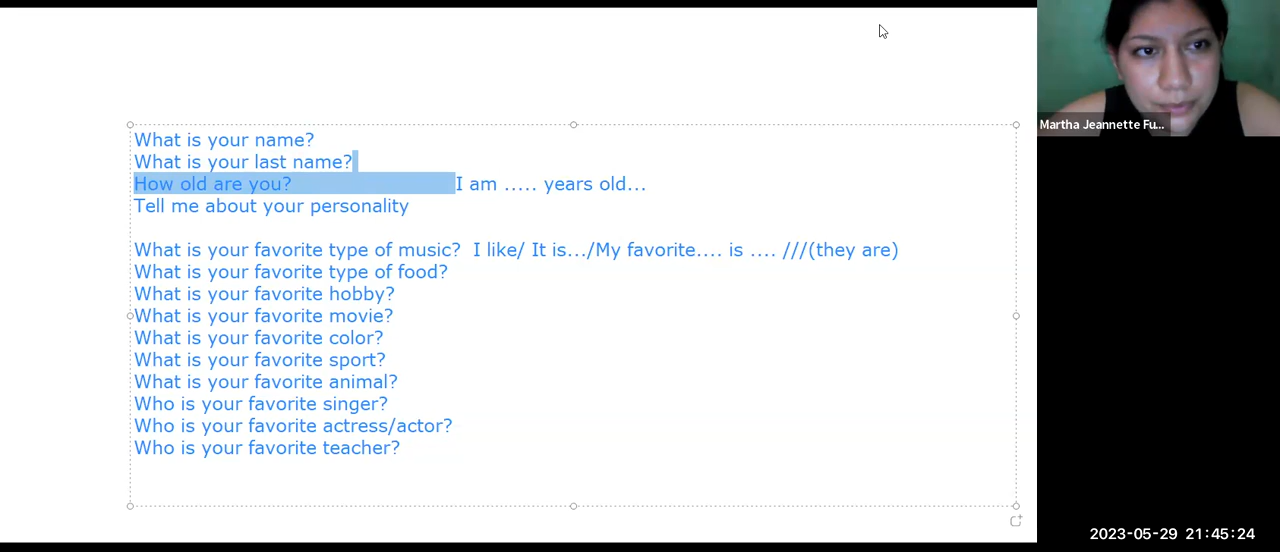 What is your name?
What is your last name?
How old are you? I am ..... years old...
Tell me about your personality
What is your favorite type of music? I like/ It is.../My favorite.... is .... ///(they are)
What is your favorite type of food?
What is your favorite hobby?
What is your favorite movie?
What is your favorite color?
What is your favorite sport?
What is your favorite animal?
Who is your favorite singer?
Who is your favorite actress/actor?
Who is your favorite teacher?
Martha Jeannette Fu...
2023-05-29 21:45:24